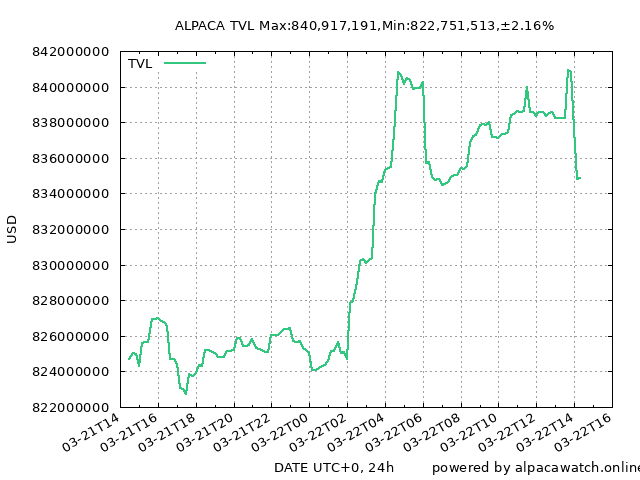 ALPACA TVL Max:840,917,191,Min:822,751,513,±2.16%
842000000
TVL
840000000
838000000
836000000
834000000
USD
832000000
830000000
828000000
826000000
824000000
822000000
03-21T14
03-21T16
03-21T18
03-21T20
03-21T22
03-22T00
03-22T02
03-22T04
03-22T06
03-22T08
03-22T10
03-22T12
03-22T14
03-22T16
DATE UTC+0, 24h
powered by alpacawatch.online